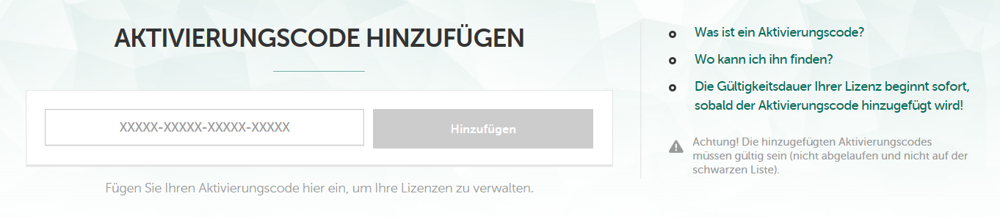 AKTIVIERUNGSCODE HINZUFÜGEN
XXXXX-XXXXX-XXXXX-XXXXX
Hinzufügen
Fügen Sie Ihren Aktivierungscode hier ein, um Ihre Lizenzen zu verwalten.
Was ist ein Aktivierungscode?
Wo kann ich ihn finden?
Die Gültigkeitsdauer Ihrer Lizenz beginnt sofort,
sobald der Aktivierungscode hinzugefügt wird!
Achtung! Die hinzugefügten Aktivierungscodes
müssen gültig sein (nicht abgelaufen und nicht auf der
schwarzen Liste).